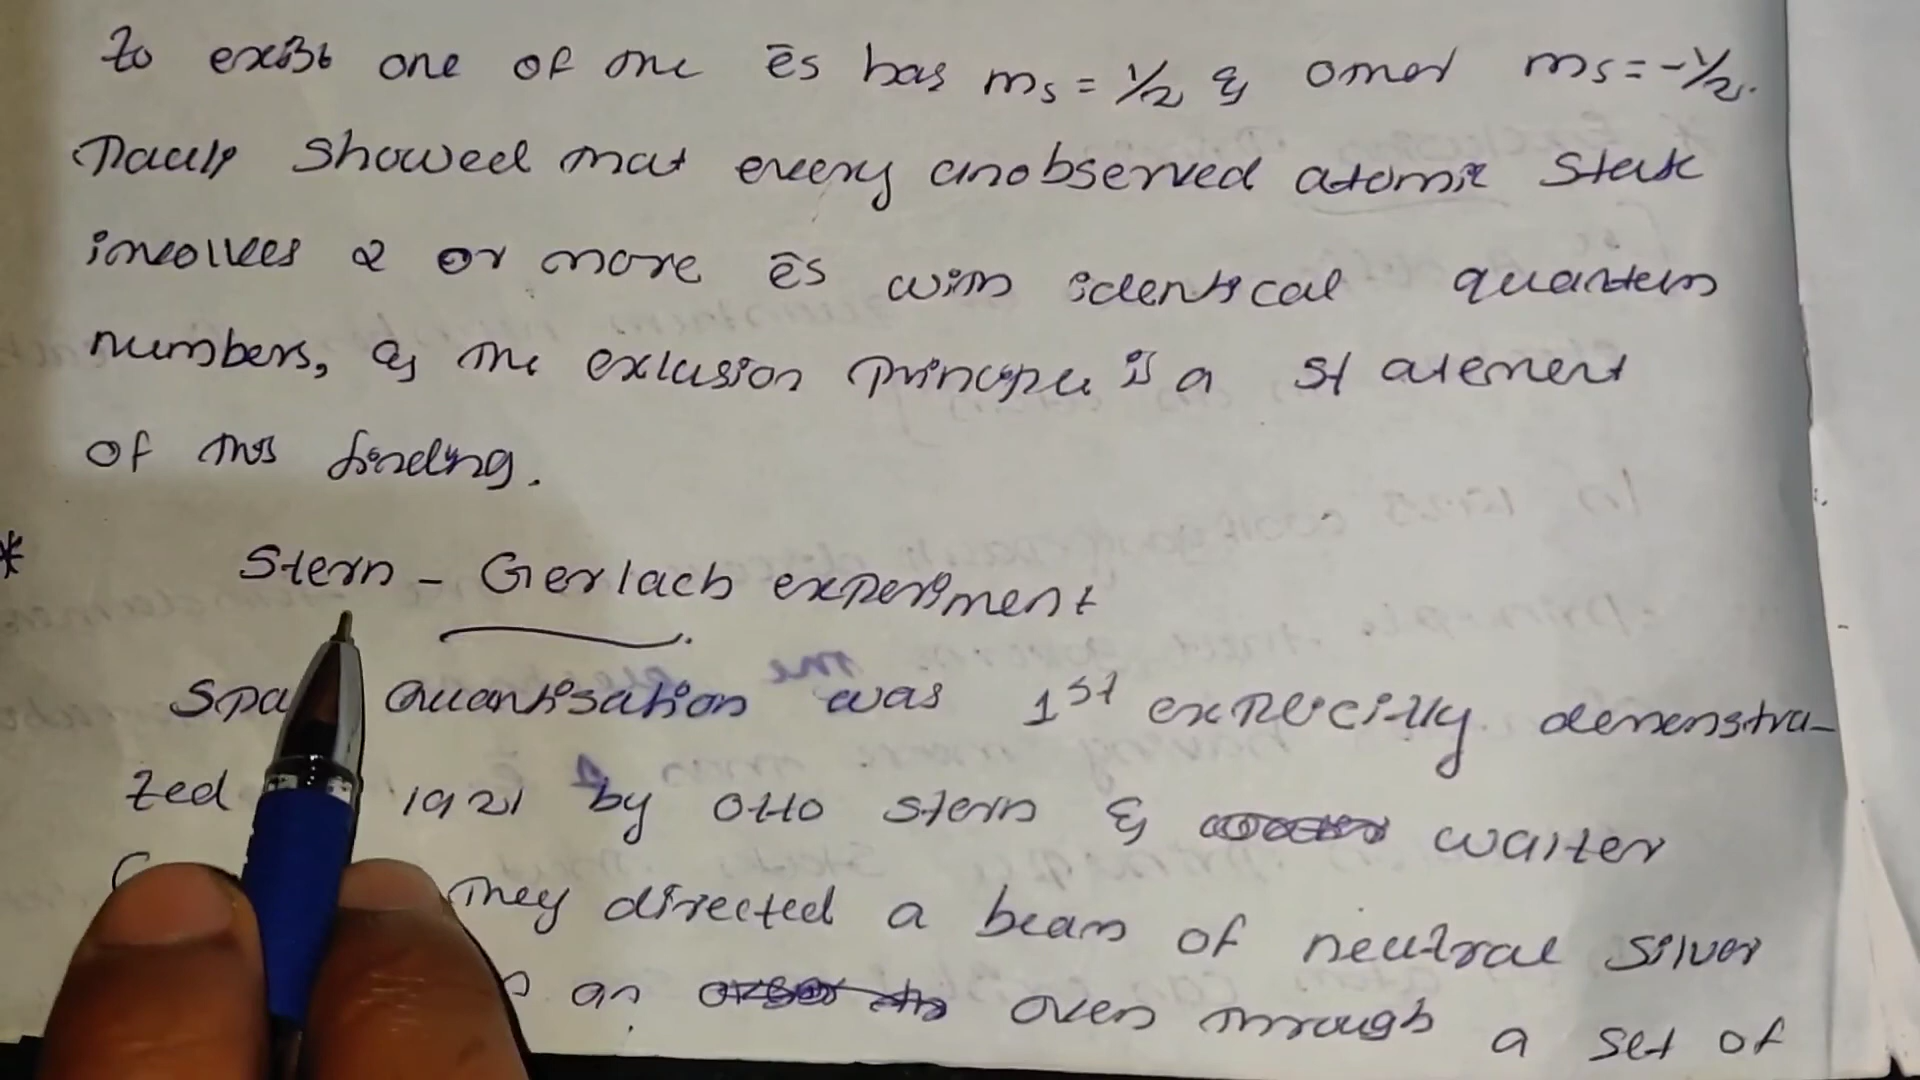 to exist one of the ēs has ms = 1/2 & other ms = -1/2.
Pauli showed that every unobserved atomic state
involves 2 or more ēs with identical quantum
numbers, & the exlusion principle is a statement
of this finding.
* Stern - Gerlach experiment
Spa Quantisation was 1st explicitly demonstra-
ted 1921 by Otto Stern & Walter
They directed a beam of neutral silver
an oven through a set of